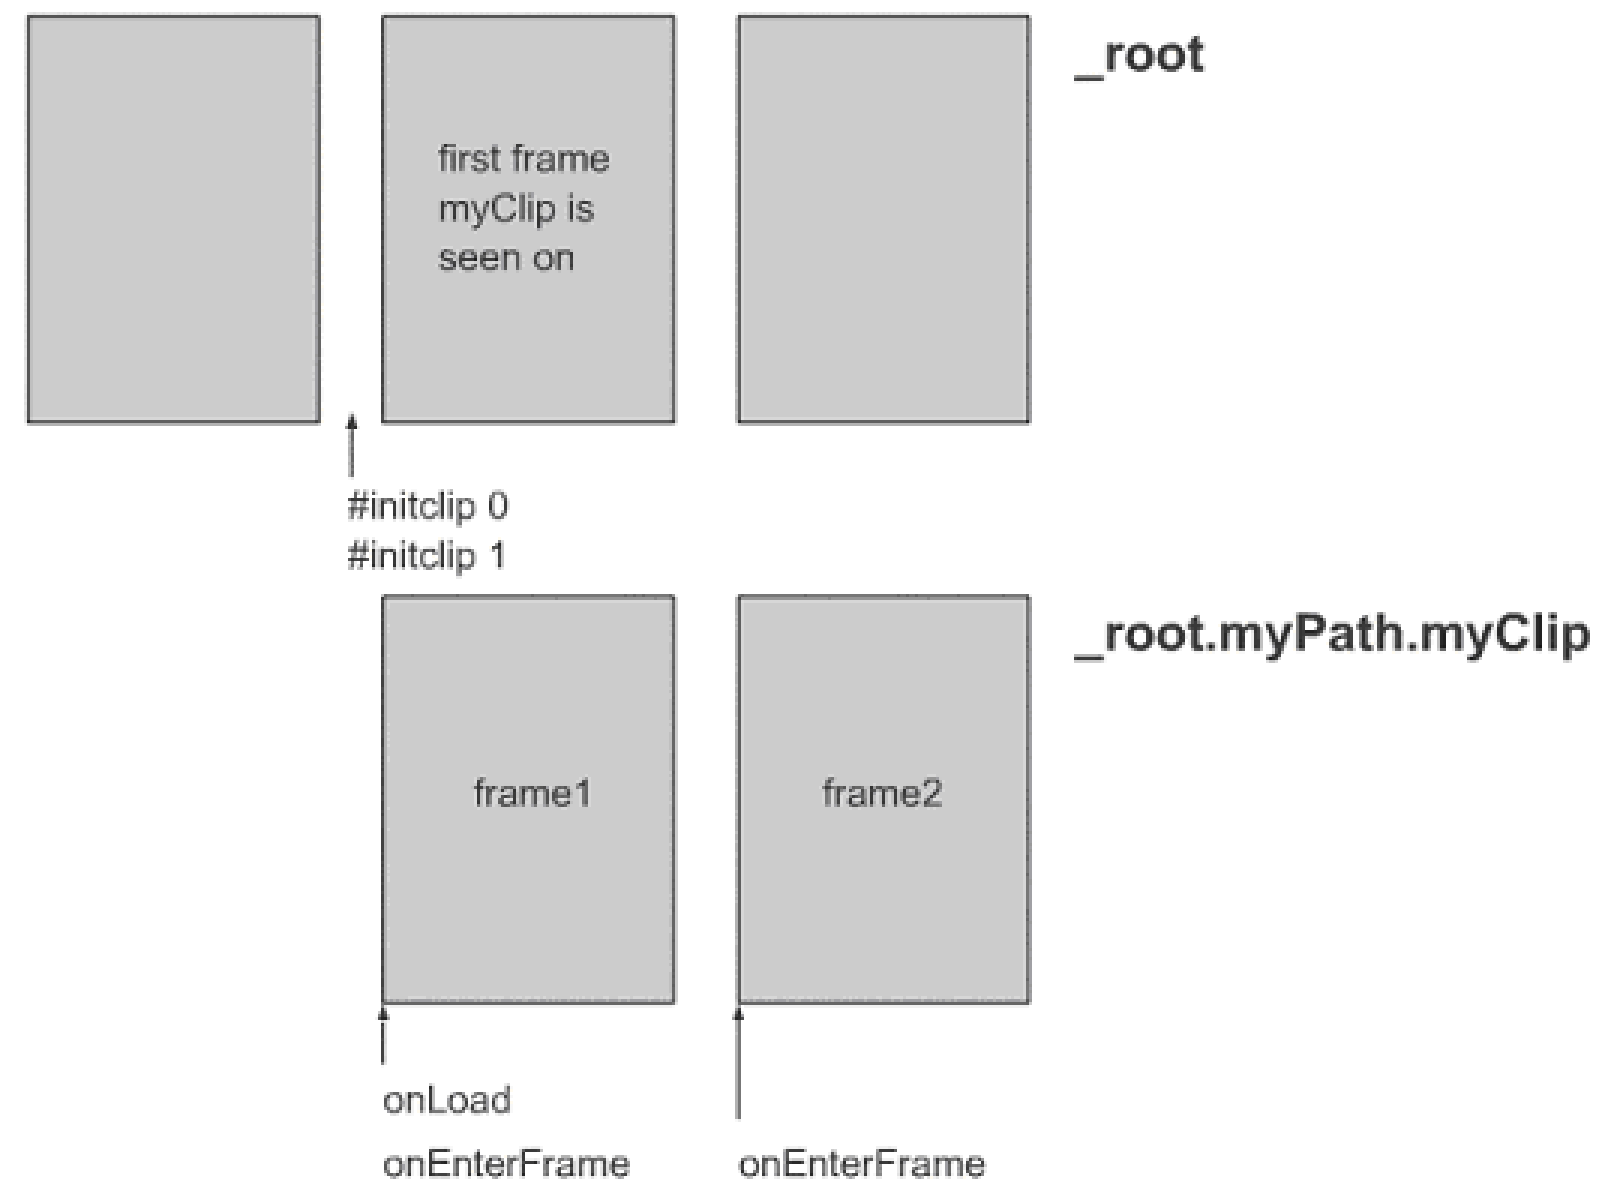 _root
first frame
myClip is
seen on
#initclip 0
#initclip 1
_root.myPath.myClip
frame1
frame2
onLoad
onEnterFrame
onEnterFrame